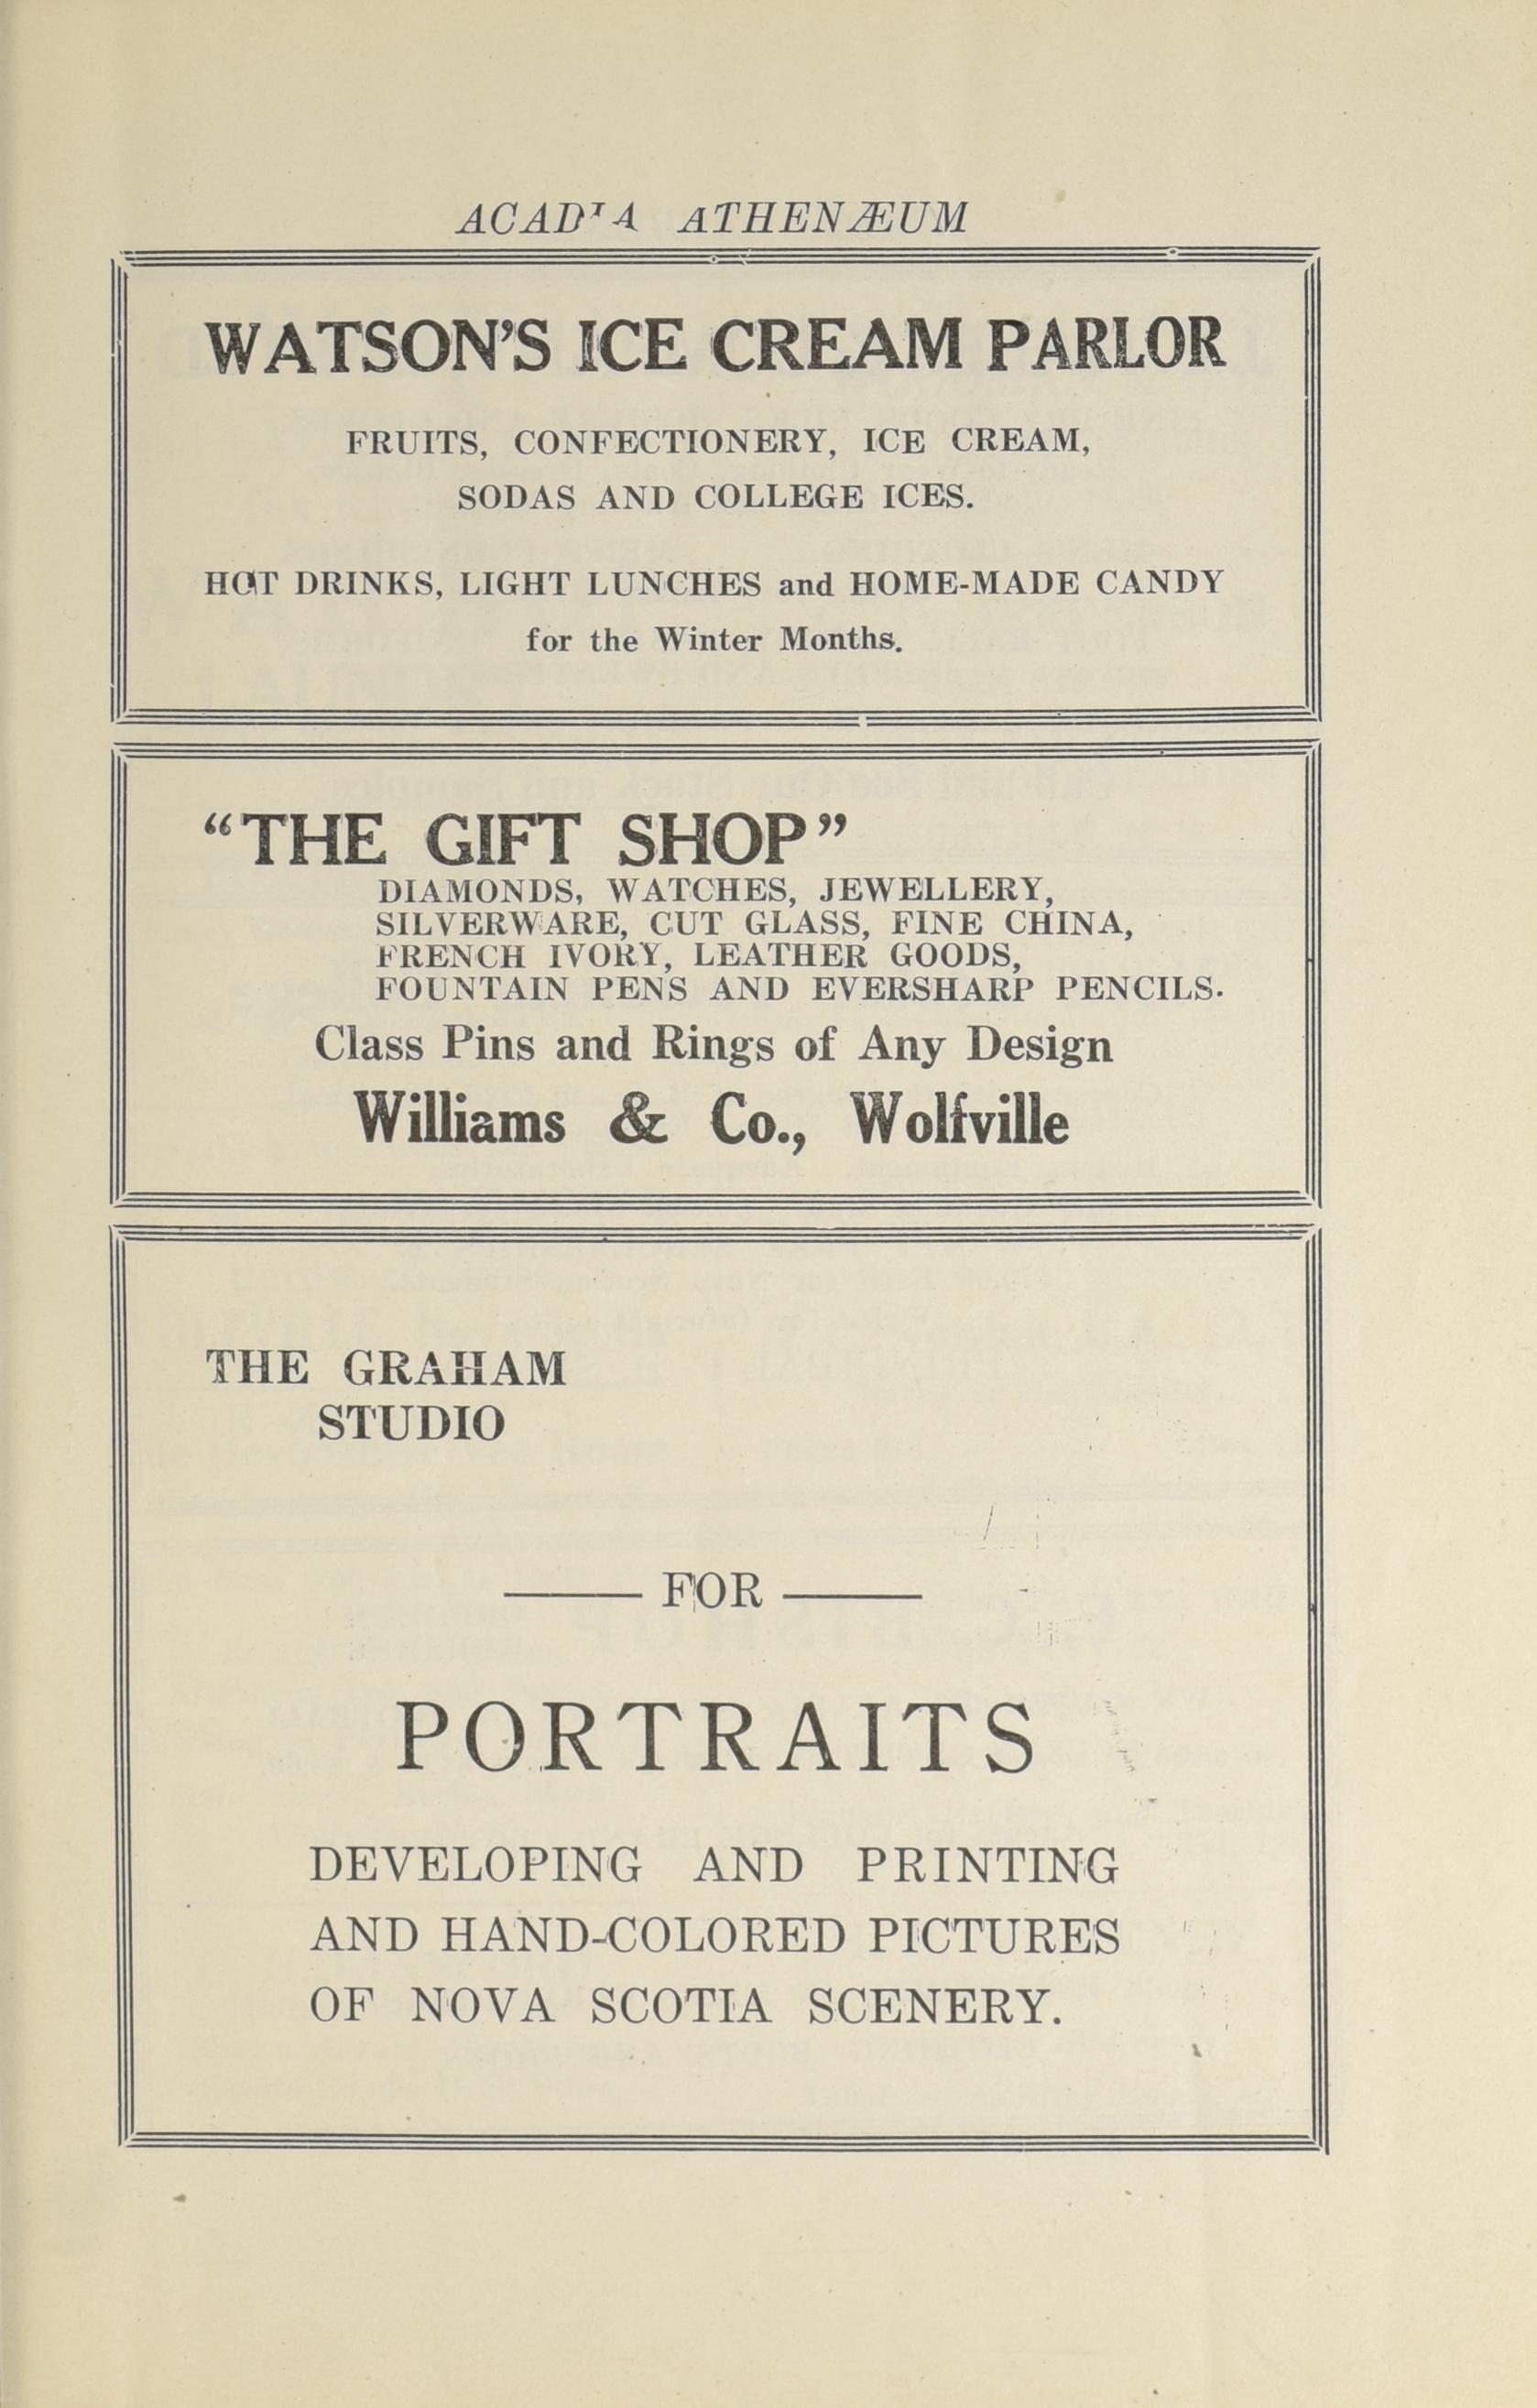 ACADIA ATHENÆUM
WATSON'S ICE CREAM PARLOR
FRUITS, CONFECTIONERY, ICE CREAM,
SODAS AND COLLEGE ICES.
HOT DRINKS, LIGHT LUNCHES and HOME-MADE CANDY
for the Winter Months.
"THE GIFT SHOP"
DIAMONDS, WATCHES, JEWELLERY,
SILVERWARE, CUT GLASS, FINE CHINA,
FRENCH IVORY, LEATHER GOODS,
FOUNTAIN PENS AND EVERSHARP PENCILS.
Class Pins and Rings of Any Design
Williams & Co., Wolfville
THE GRAHAM
STUDIO
—— FOR ——
PORTRAITS
DEVELOPING AND PRINTING
AND HAND-COLORED PICTURES
OF NOVA SCOTIA SCENERY.